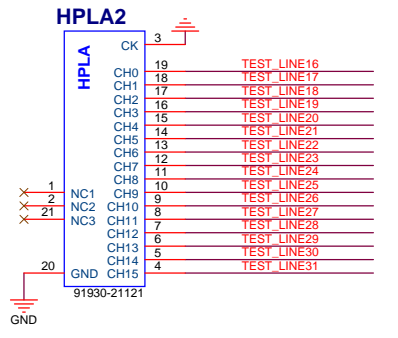 HPLA2
HPLA
CK 3
CH0 19 TEST_LINE16
CH1 18 TEST_LINE17
CH2 17 TEST_LINE18
CH3 16 TEST_LINE19
CH4 15 TEST_LINE20
CH5 14 TEST_LINE21
CH6 13 TEST_LINE22
CH7 12 TEST_LINE23
CH8 11 TEST_LINE24
1 NC1 CH9 10 TEST_LINE25
2 NC2 CH10 9 TEST_LINE26
21 NC3 CH11 8 TEST_LINE27
CH12 7 TEST_LINE28
CH13 6 TEST_LINE29
CH14 5 TEST_LINE30
20 GND CH15 4 TEST_LINE31
91930-21121
GND